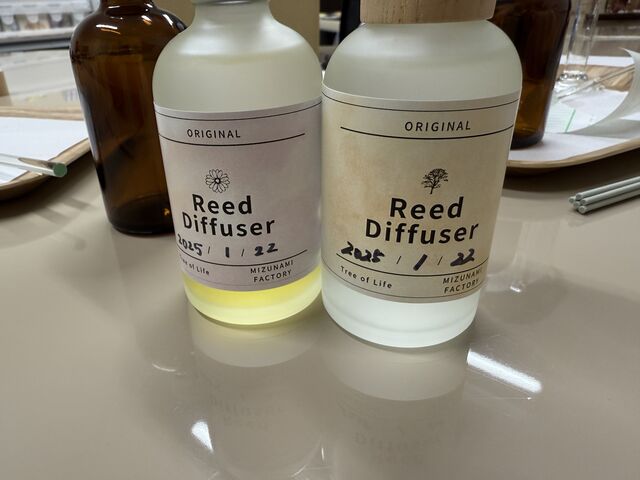 ORIGINAL
Reed
Diffuser
2025/1/22
Tree of Life
MIZUNAMI
FACTORY
ORIGINAL
Reed
Diffuser
2025/1/22
Tree of Life
MIZUNAMI
FACTORY